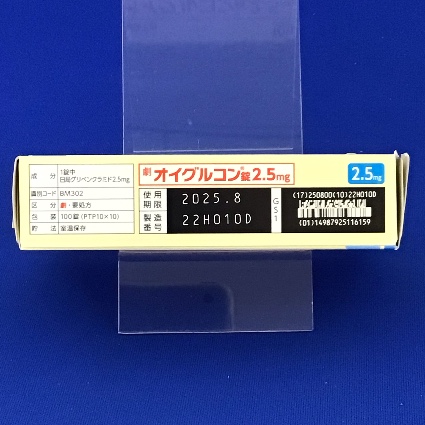 成分 1錠中
日局グリベンクラミド2.5mg
識別コード BM302
区分 劇・要処方
包装 100錠(PTP10×10)
貯法 室温保存
劇 オイグルコン®錠2.5mg
使用期限 2025.8
製造番号 22H010D
GS1
2.5mg
(17)250800(10)22H010D
(01)14987925116159